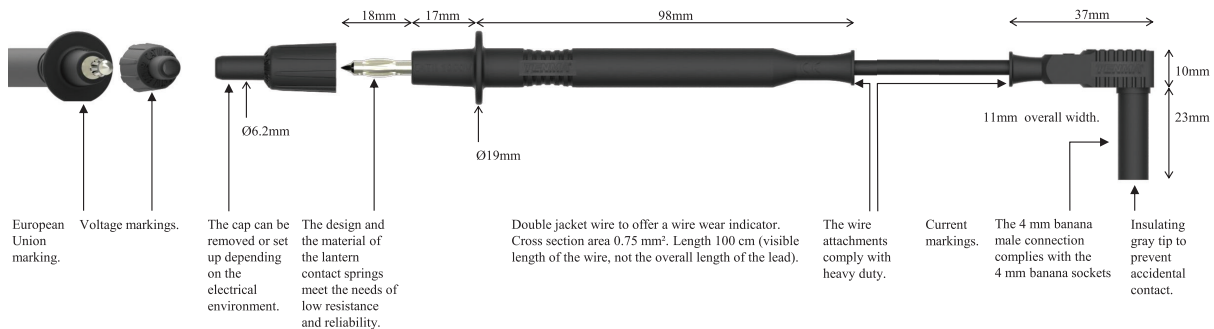 18mm
17mm
98mm
37mm
10mm
23mm
Ø6.2mm
Ø19mm
11mm overall width.
European
Union
marking.
Voltage markings.
The cap can be
removed or set
up depending
on the
electrical
environment.
The design and
the material of
the lantern
contact springs
meet the needs of
low resistance
and reliability.
Double jacket wire to offer a wire wear indicator.
Cross section area 0.75 mm². Length 100 cm (visible
length of the wire, not the overall length of the lead).
The wire
attachments
comply with
heavy duty.
Current
markings.
The 4 mm banana
male connection
complies with the
4 mm banana sockets
Insulating
gray tip to
prevent
accidental
contact.